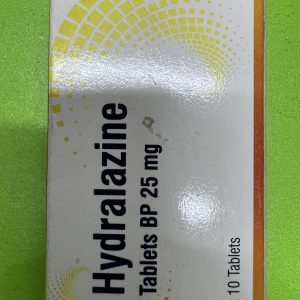 Hydralazine
Tablets BP 25 mg
10 Tablets